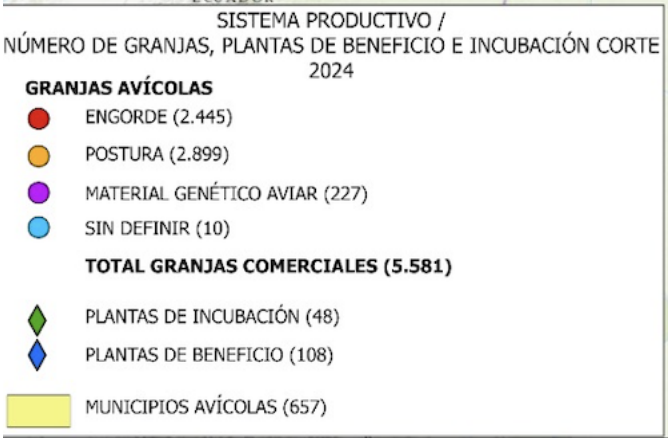 SISTEMA PRODUCTIVO /
NÚMERO DE GRANJAS, PLANTAS DE BENEFICIO E INCUBACIÓN CORTE
2024
GRANJAS AVÍCOLAS
ENGORDE (2.445)
POSTURA (2.899)
MATERIAL GENÉTICO AVIAR (227)
SIN DEFINIR (10)
TOTAL GRANJAS COMERCIALES (5.581)
PLANTAS DE INCUBACIÓN (48)
PLANTAS DE BENEFICIO (108)
MUNICIPIOS AVÍCOLAS (657)